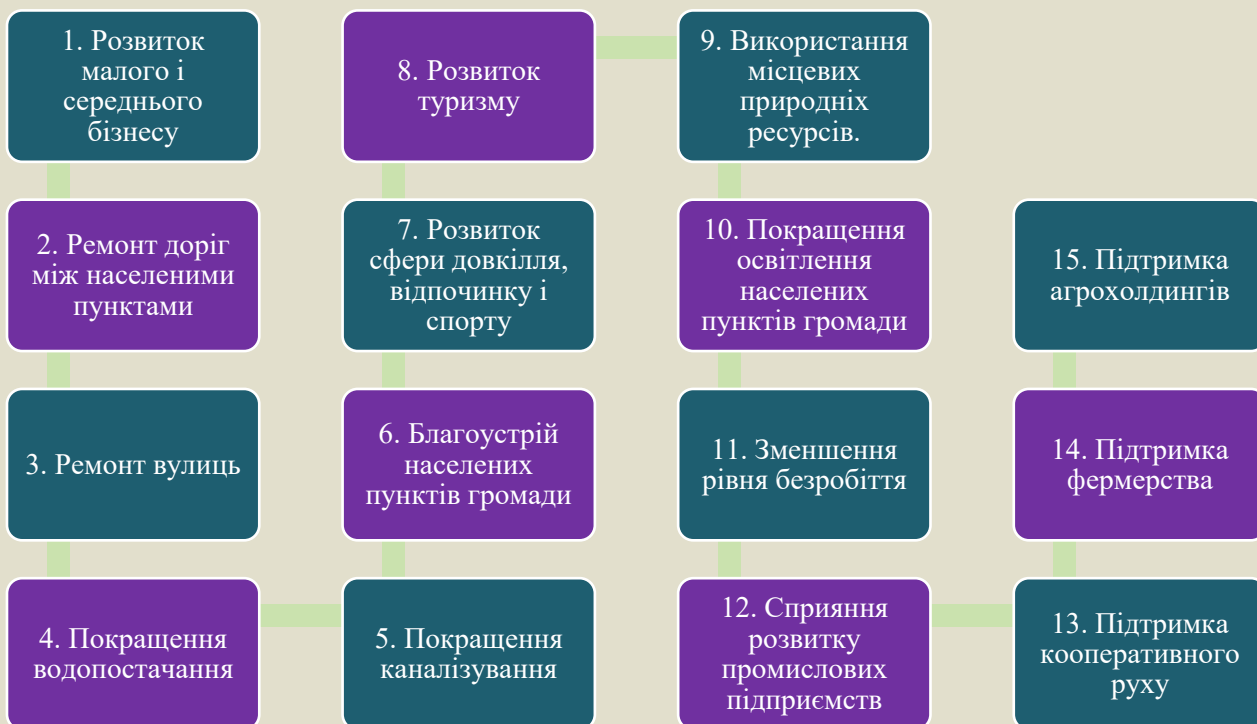 1. Розвиток
малого і
середнього
бізнесу
2. Ремонт доріг
між населеними
пунктами
3. Ремонт вулиць
4. Покращення
водопостачання
5. Покращення
каналізування
6. Благоустрій
населених
пунктів громади
7. Розвиток
сфери довкілля,
відпочинку і
спорту
8. Розвиток
туризму
9. Використання
місцевих
природніх
ресурсів.
10. Покращення
освітлення
населених
пунктів громади
11. Зменшення
рівня безробіття
12. Сприяння
розвитку
промислових
підприємств
13. Підтримка
кооперативного
руху
14. Підтримка
фермерства
15. Підтримка
агрохолдингів